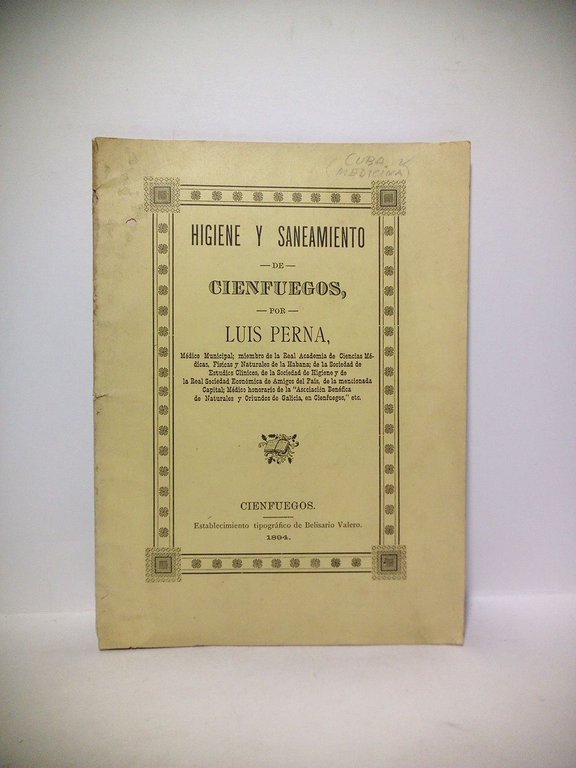 (CUBA y
MEDICINA)
HIGIENE Y SANEAMIENTO
— DE —
CIENFUEGOS,
— POR —
LUIS PERNA,
Médico Municipal; miembro de la Real Academia de Ciencias Mé-
dicas, Físicas y Naturales de la Habana; de la Sociedad de
Estudios Clínicos, de la Sociedad de Higiene y de
la Real Sociedad Económica de Amigos del País, de la mencionada
Capital; Médico honorario de la "Asociación Benéfica
de Naturales y Oriundos de Galicia, en Cienfuegos," etc.
CIENFUEGOS.
Establecimiento tipográfico de Belisario Valero.
1894.